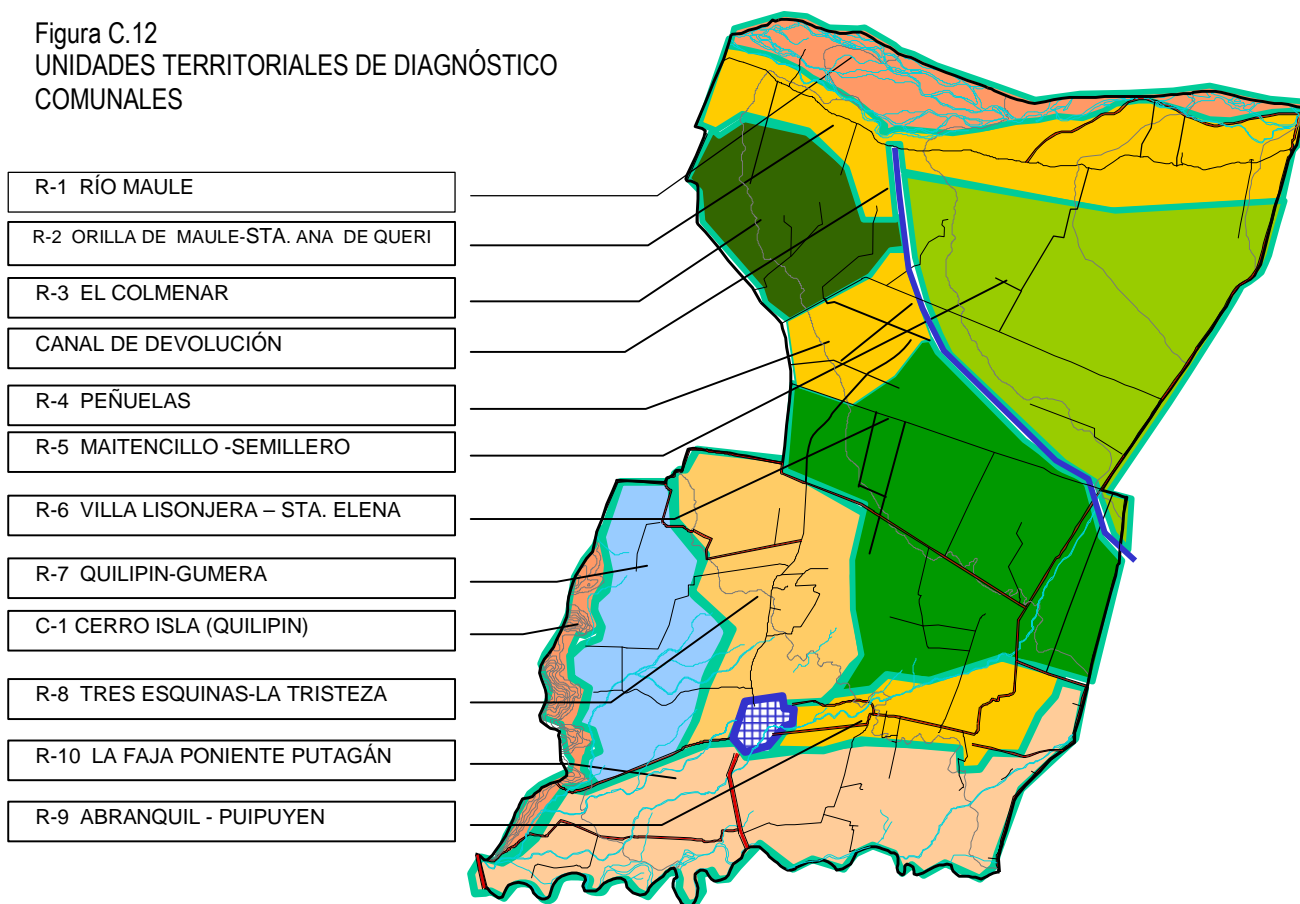 Figura C.12
UNIDADES TERRITORIALES DE DIAGNÓSTICO
COMUNALES
R-1 RÍO MAULE
R-2 ORILLA DE MAULE-STA. ANA DE QUERI
R-3 EL COLMENAR
CANAL DE DEVOLUCIÓN
R-4 PEÑUELAS
R-5 MAITENCILLO -SEMILLERO
R-6 VILLA LISONJERA – STA. ELENA
R-7 QUILIPIN-GUMERA
C-1 CERRO ISLA (QUILIPIN)
R-8 TRES ESQUINAS-LA TRISTEZA
R-10 LA FAJA PONIENTE PUTAGÁN
R-9 ABRANQUIL - PUIPUYEN